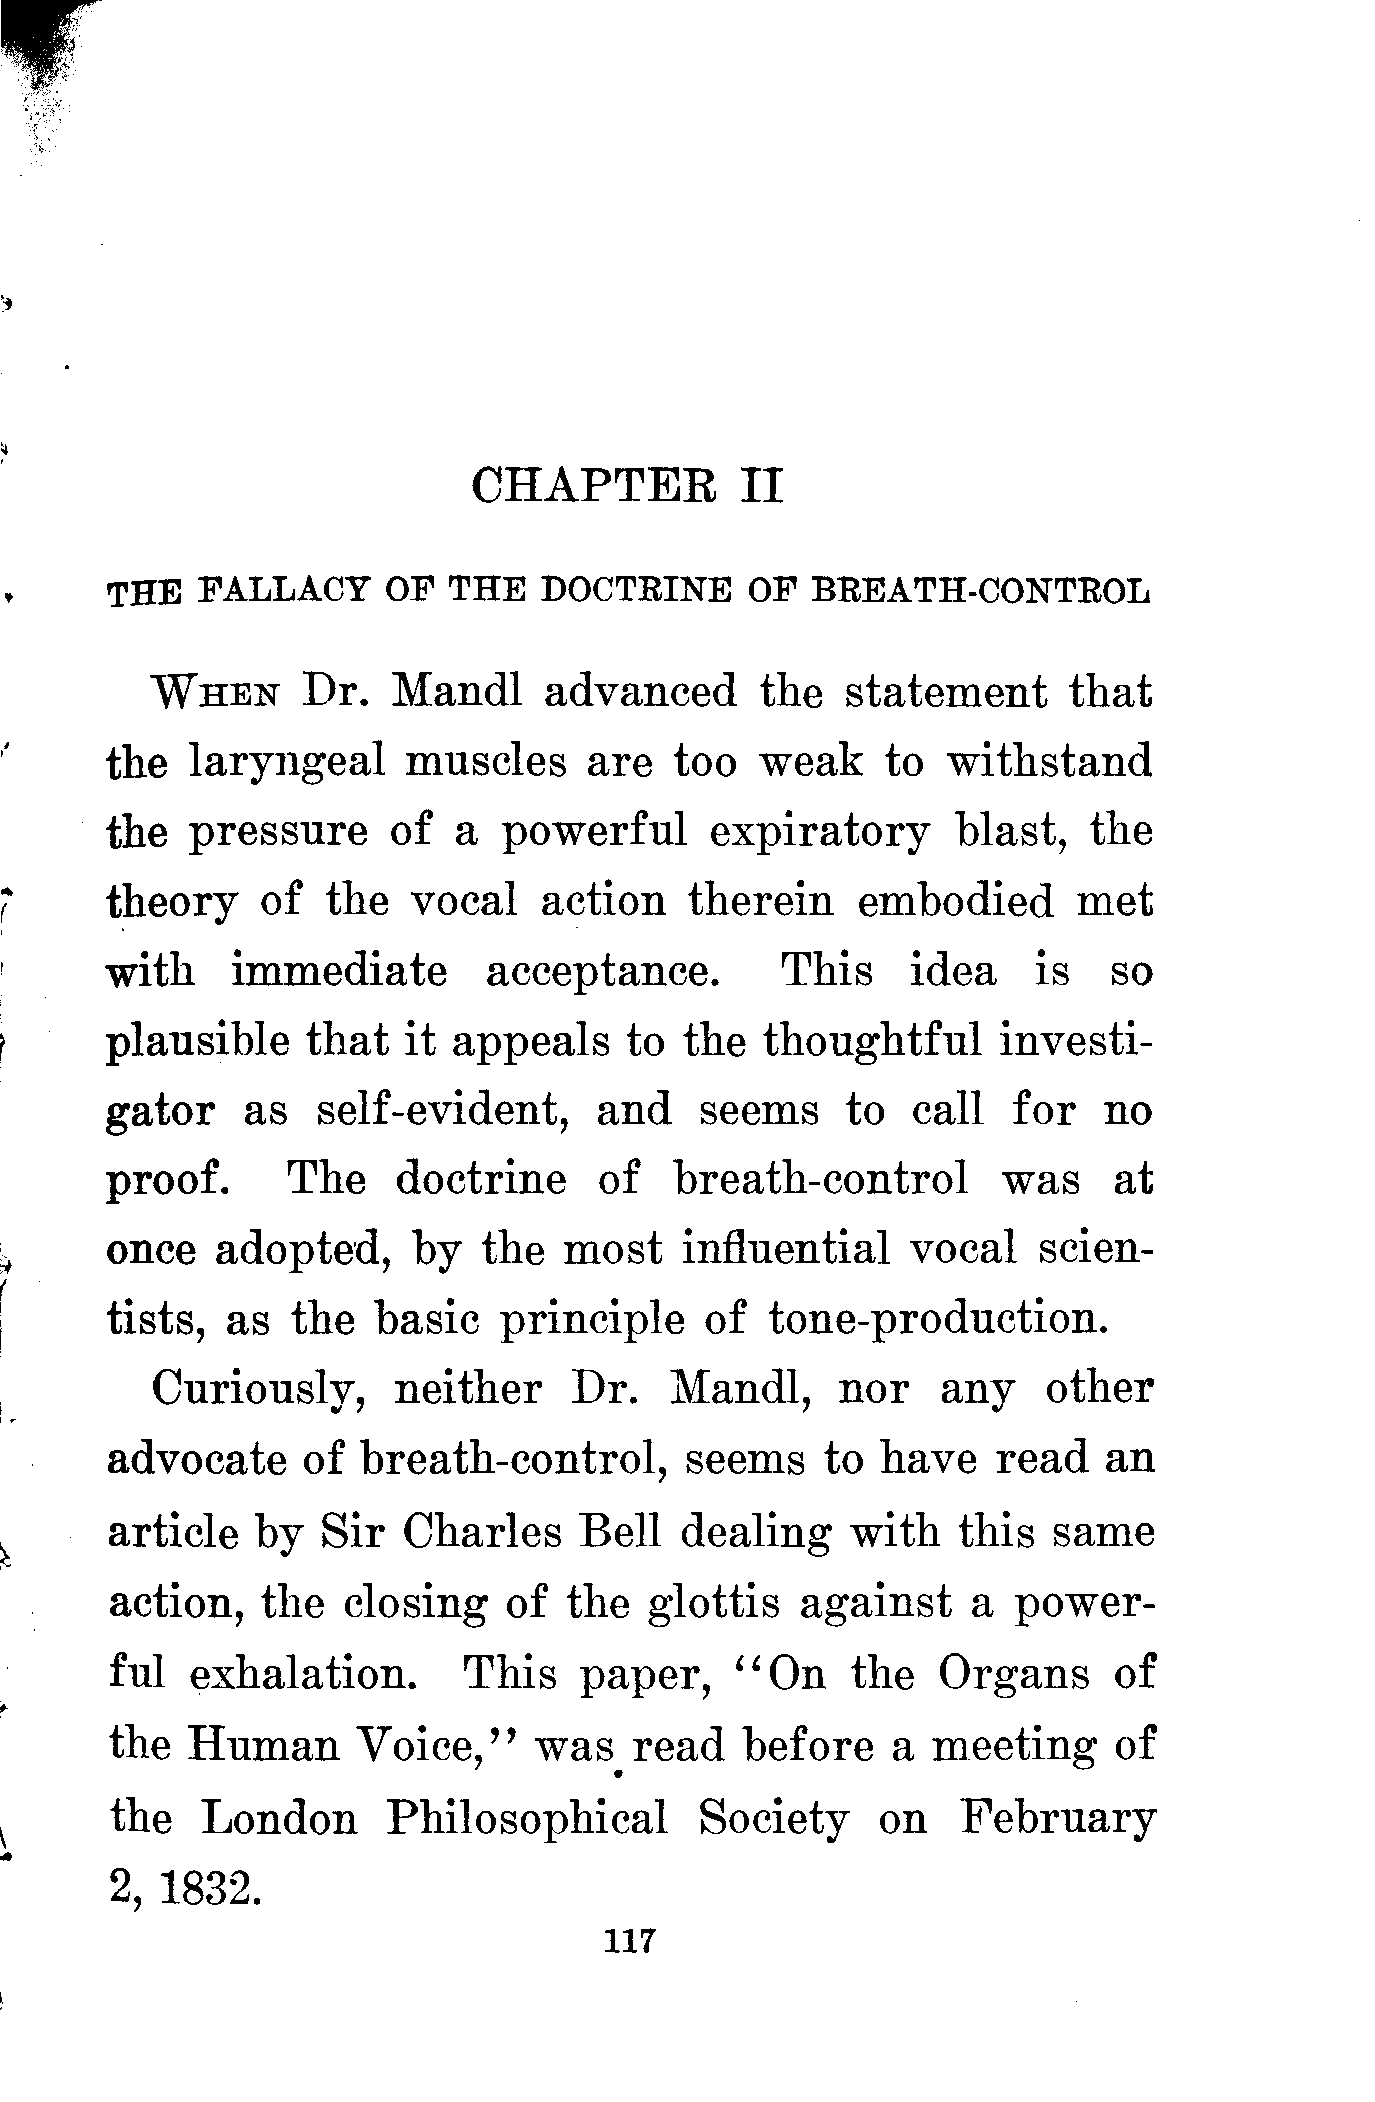 CHAPTER II
THE FALLACY OF THE DOCTRINE OF BREATH-CONTROL
WHEN Dr. Mandl advanced the statement that
the laryngeal muscles are too weak to withstand
the pressure of a powerful expiratory blast, the
theory of the vocal action therein embodied met
with immediate acceptance. This idea is so
plausible that it appeals to the thoughtful investi-
gator as self-evident, and seems to call for no
proof. The doctrine of breath-control was at
once adopted, by the most influential vocal scien-
tists, as the basic principle of tone-production.
Curiously, neither Dr. Mandl, nor any other
advocate of breath-control, seems to have read an
article by Sir Charles Bell dealing with this same
action, the closing of the glottis against a power-
ful exhalation. This paper, "On the Organs of
the Human Voice," was read before a meeting of
the London Philosophical Society on February
2, 1832.
117